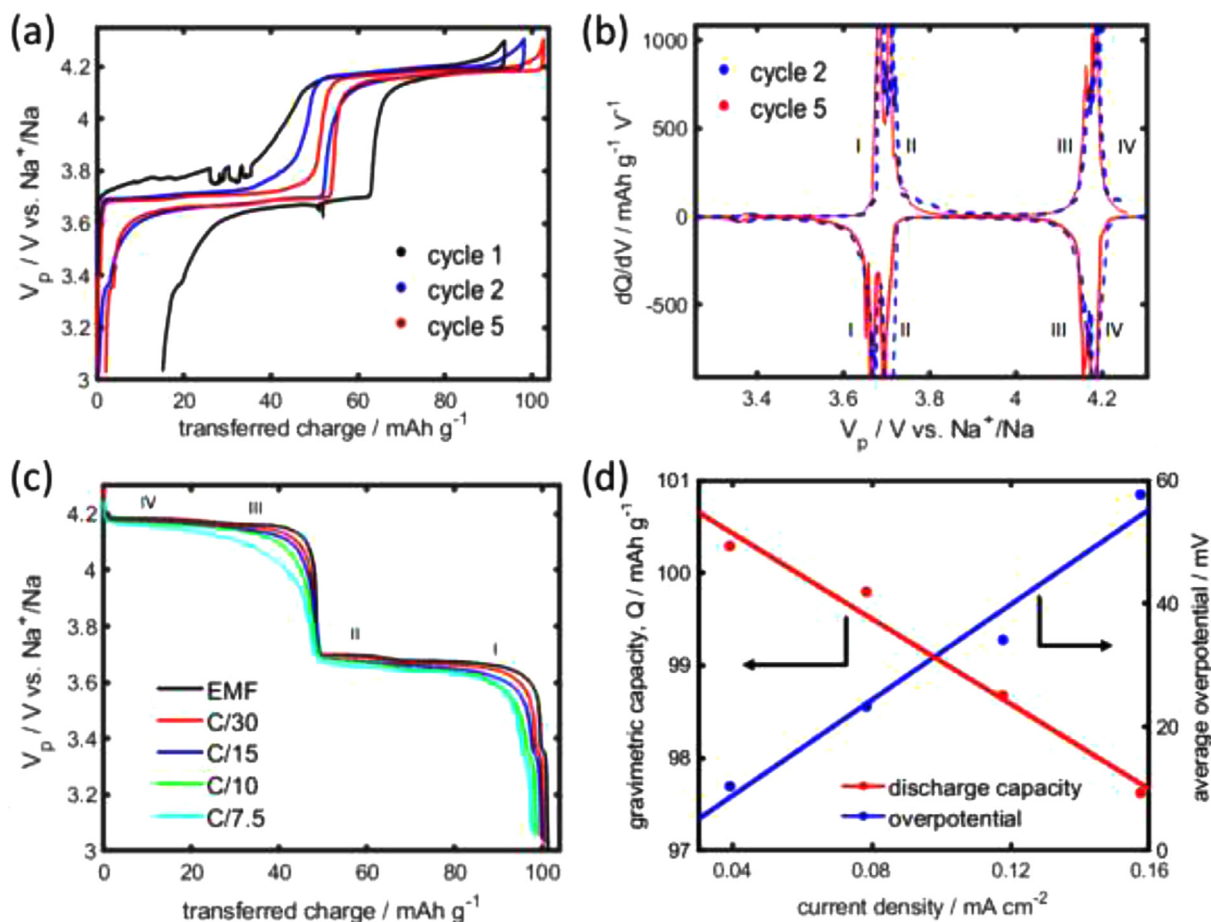 (a)
4.2
4
3.8
3.6
3.4
3.2
3
V_p / V vs. Na⁺/Na
0 20 40 60 80 100
transferred charge / mAh g⁻¹
cycle 1
cycle 2
cycle 5
(b)
1000
500
0
-500
dQ/dV / mAh g⁻¹ V⁻¹
cycle 2
cycle 5
I II III IV
I II III IV
3.4 3.6 3.8 4 4.2
V_p / V vs. Na⁺/Na
(c)
4.2
4
3.8
3.6
3.4
3.2
3
V_p / V vs. Na⁺/Na
IV III
II I
EMF
C/30
C/15
C/10
C/7.5
0 20 40 60 80 100
transferred charge / mAh g⁻¹
(d)
101
100
99
98
97
gravimetric capacity, Q / mAh g⁻¹
60
40
20
0
average overpotential / mV
discharge capacity
overpotential
0.04 0.08 0.12 0.16
current density / mA cm⁻²